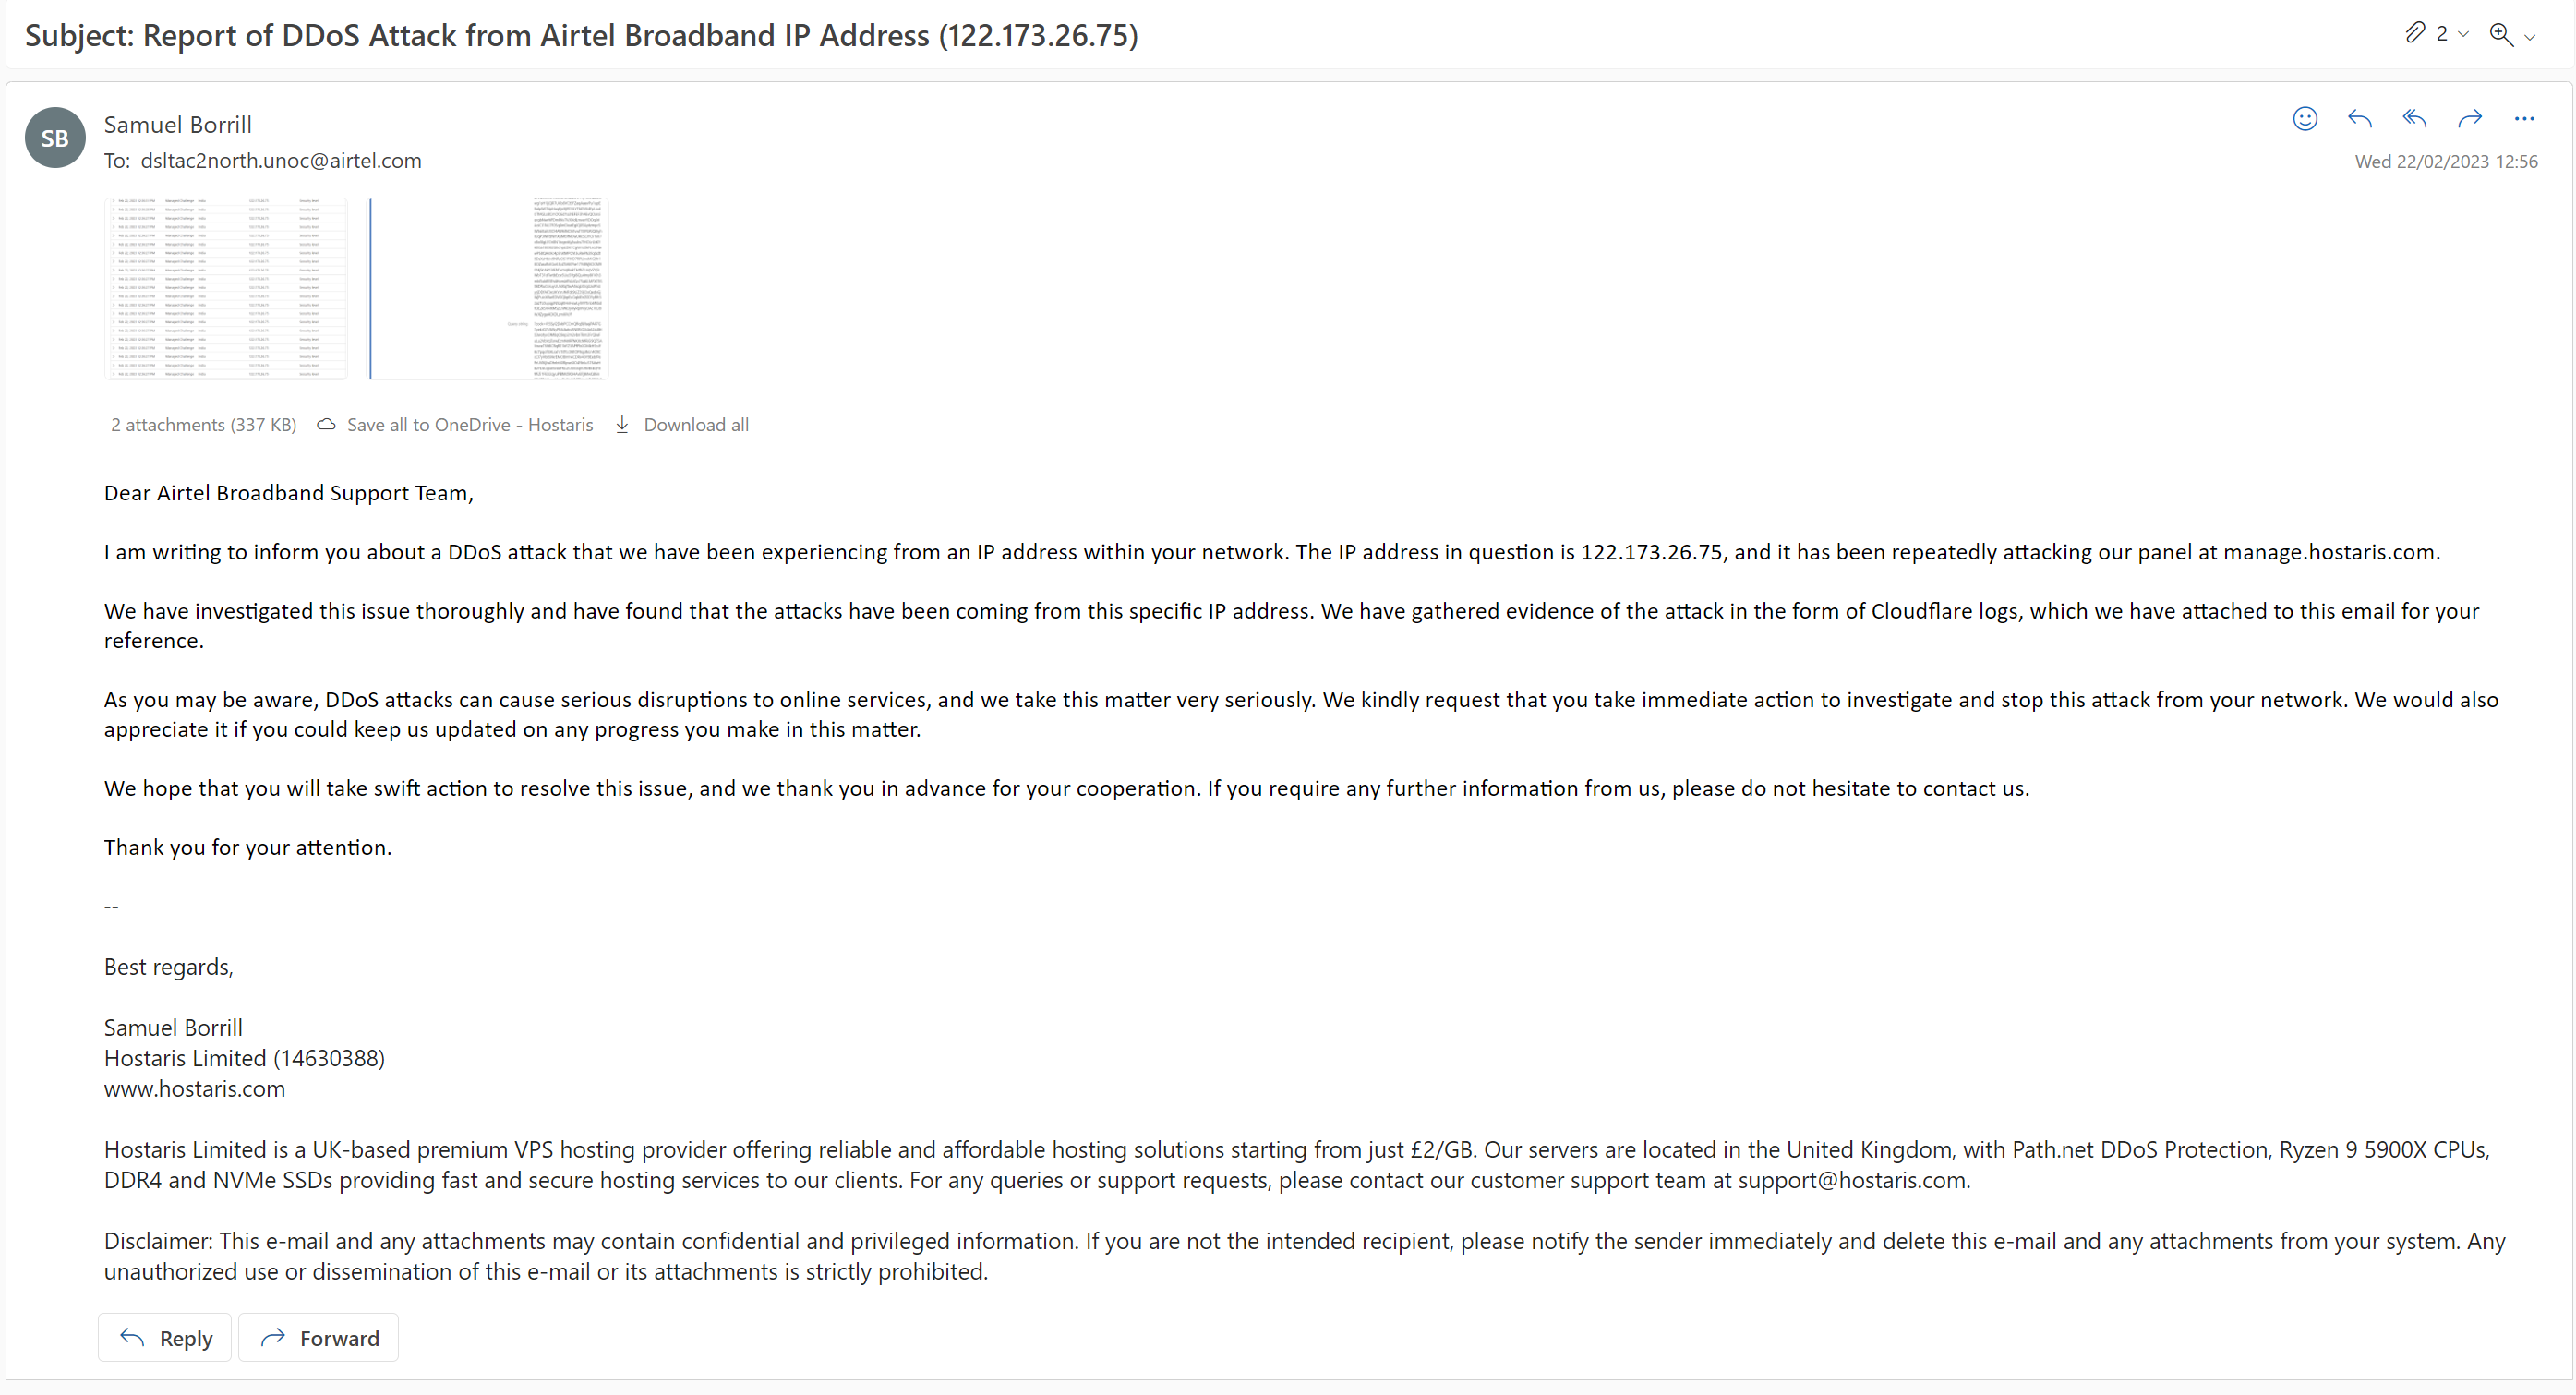 Subject: Report of DDoS Attack from Airtel Broadband IP Address (122.173.26.75)
2
SB
Samuel Borrill
To: dsltac2north.unoc@airtel.com
Wed 22/02/2023 12:56
2 attachments (337 KB) Save all to OneDrive - Hostaris Download all
Dear Airtel Broadband Support Team,
I am writing to inform you about a DDoS attack that we have been experiencing from an IP address within your network. The IP address in question is 122.173.26.75, and it has been repeatedly attacking our panel at manage.hostaris.com.
We have investigated this issue thoroughly and have found that the attacks have been coming from this specific IP address. We have gathered evidence of the attack in the form of Cloudflare logs, which we have attached to this email for your
reference.
As you may be aware, DDoS attacks can cause serious disruptions to online services, and we take this matter very seriously. We kindly request that you take immediate action to investigate and stop this attack from your network. We would also
appreciate it if you could keep us updated on any progress you make in this matter.
We hope that you will take swift action to resolve this issue, and we thank you in advance for your cooperation. If you require any further information from us, please do not hesitate to contact us.
Thank you for your attention.
--
Best regards,
Samuel Borrill
Hostaris Limited (14630388)
www.hostaris.com
Hostaris Limited is a UK-based premium VPS hosting provider offering reliable and affordable hosting solutions starting from just £2/GB. Our servers are located in the United Kingdom, with Path.net DDoS Protection, Ryzen 9 5900X CPUs,
DDR4 and NVMe SSDs providing fast and secure hosting services to our clients. For any queries or support requests, please contact our customer support team at support@hostaris.com.
Disclaimer: This e-mail and any attachments may contain confidential and privileged information. If you are not the intended recipient, please notify the sender immediately and delete this e-mail and any attachments from your system. Any
unauthorized use or dissemination of this e-mail or its attachments is strictly prohibited.
Reply Forward